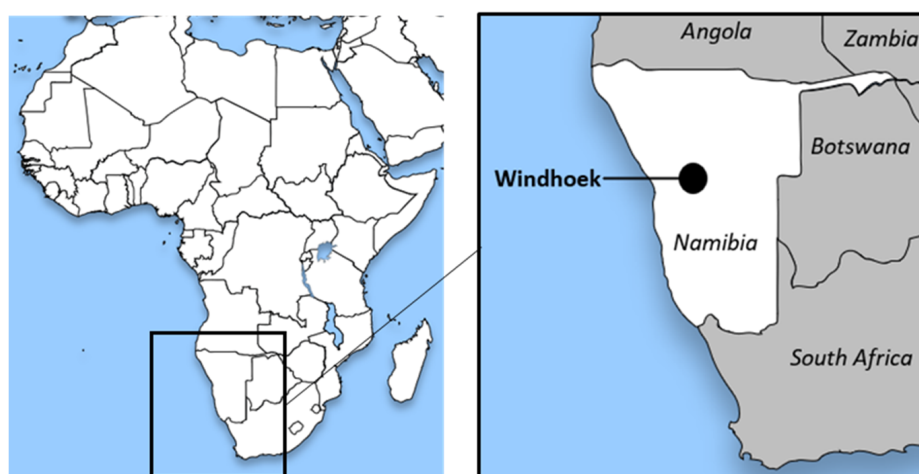 Angola
Zambia
Botswana
Windhoek
Namibia
South Africa